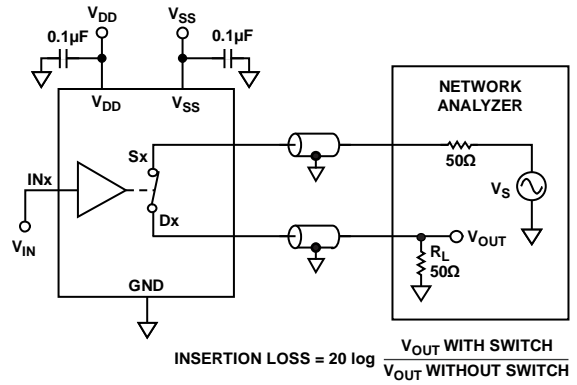 VDD
VSS
0.1µF
0.1µF
VDD
VSS
NETWORK
ANALYZER
Sx
50Ω
VS
INx
Dx
VOUT
VIN
RL
50Ω
GND
INSERTION LOSS = 20 log VOUT WITH SWITCH
VOUT WITHOUT SWITCH